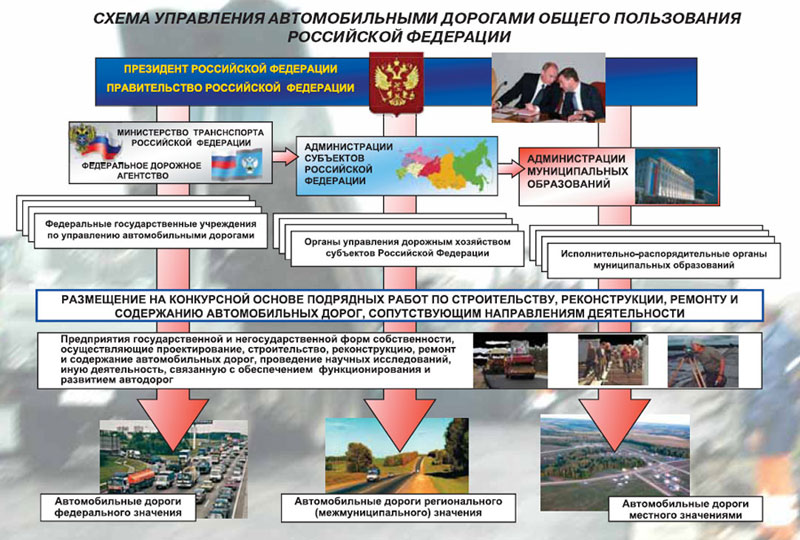 СХЕМА УПРАВЛЕНИЯ АВТОМОБИЛЬНЫМИ ДОРОГАМИ ОБЩЕГО ПОЛЬЗОВАНИЯ
РОССИЙСКОЙ ФЕДЕРАЦИИ
ПРЕЗИДЕНТ РОССИЙСКОЙ ФЕДЕРАЦИИ
ПРАВИТЕЛЬСТВО РОССИЙСКОЙ ФЕДЕРАЦИИ
МИНИСТЕРСТВО ТРАНСПОРТА
РОССИЙСКОЙ ФЕДЕРАЦИИ
ФЕДЕРАЛЬНОЕ ДОРОЖНОЕ
АГЕНТСТВО
АДМИНИСТРАЦИИ
СУБЪЕКТОВ
РОССИЙСКОЙ
ФЕДЕРАЦИИ
АДМИНИСТРАЦИИ
МУНИЦИПАЛЬНЫХ
ОБРАЗОВАНИЙ
Федеральные государственные учреждения
по управлению автомобильными дорогами
Органы управления дорожным хозяйством
субъектов Российской Федерации
Исполнительно-распорядительные органы
муниципальных образований
РАЗМЕЩЕНИЕ НА КОНКУРСНОЙ ОСНОВЕ ПОДРЯДНЫХ РАБОТ ПО СТРОИТЕЛЬСТВУ, РЕКОНСТРУКЦИИ, РЕМОНТУ И
СОДЕРЖАНИЮ АВТОМОБИЛЬНЫХ ДОРОГ, СОПУТСТВУЮЩИМ НАПРАВЛЕНИЯМ ДЕЯТЕЛЬНОСТИ
Предприятия государственной и негосударственной форм собственности,
осуществляющие проектирование, строительство, реконструкцию, ремонт
и содержание автомобильных дорог, проведение научных исследований,
иную деятельность, связанную с обеспечением функционирования и
развитием автодорог
Автомобильные дороги
федерального значения
Автомобильные дороги регионального
(межмуниципального) значения
Автомобильные дороги
местного значениями